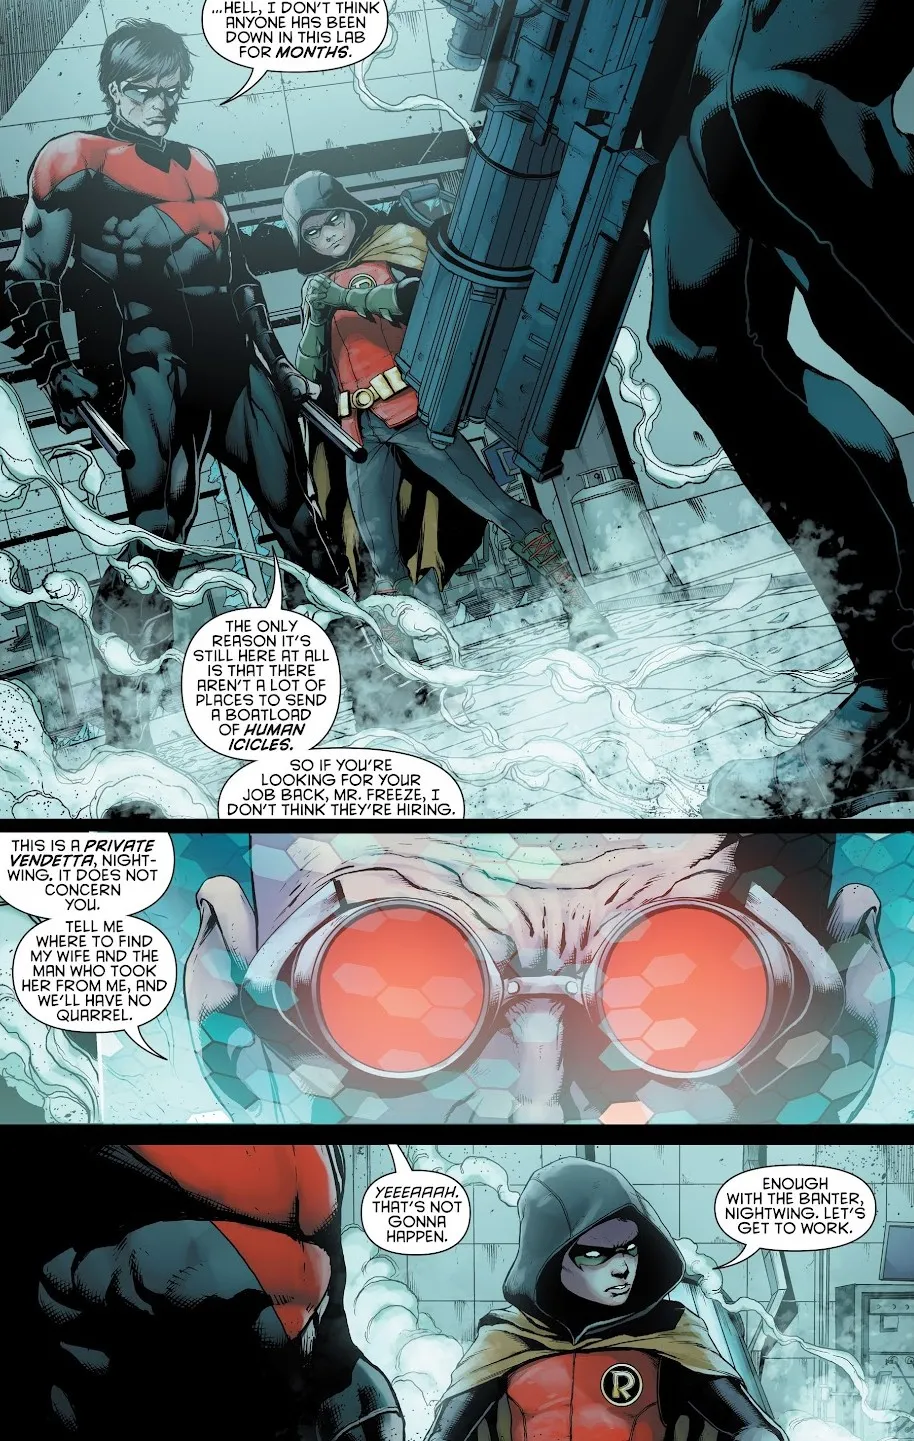 ...HELL, I DON'T THINK
ANYONE HAS BEEN
DOWN IN THIS LAB
FOR MONTHS.
THE ONLY
REASON IT'S
STILL HERE AT ALL
IS THAT THERE
AREN'T A LOT OF
PLACES TO SEND
A BOATLOAD
OF HUMAN
ICICLES.
SO IF YOU'RE
LOOKING FOR YOUR
JOB BACK, MR. FREEZE, I
DON'T THINK THEY'RE HIRING.
THIS IS A PRIVATE
VENDETTA, NIGHT-
WING. IT DOES NOT
CONCERN
YOU.
TELL ME
WHERE TO FIND
MY WIFE AND THE
MAN WHO TOOK
HER FROM ME, AND
WE'LL HAVE NO
QUARREL.
YEEEAAAH.
THAT'S NOT
GONNA
HAPPEN.
ENOUGH
WITH THE BANTER,
NIGHTWING. LET'S
GET TO WORK.
R